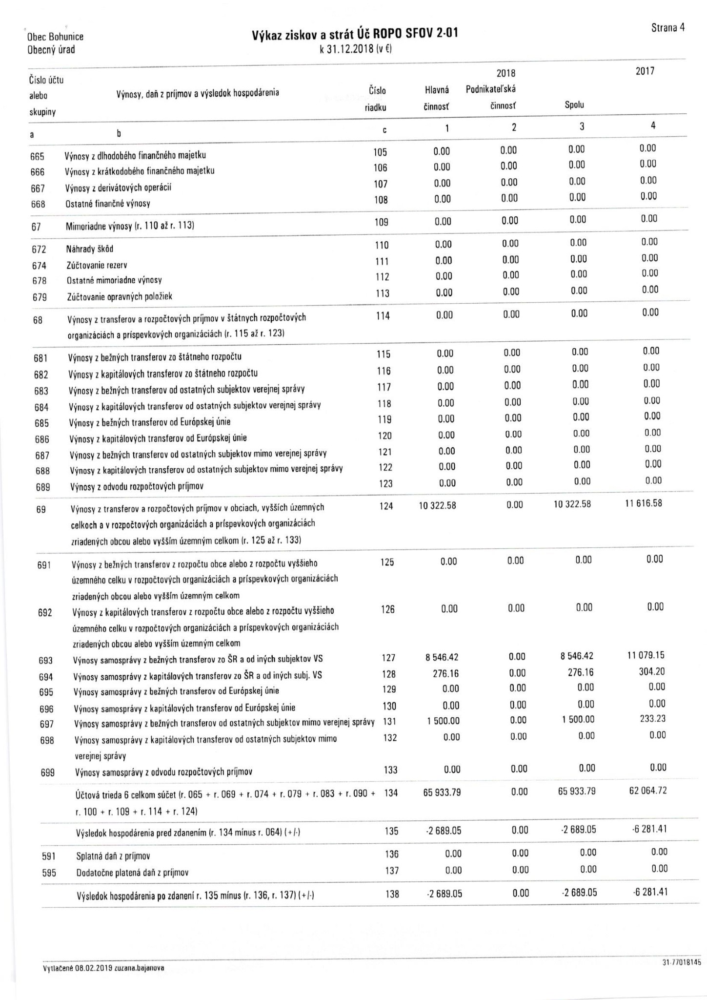 Obec Bohunice
Obecný úrad
Výkaz ziskov a strát Úč ROPO SFOV 2-01
k 31.12.2018 (v €)
Strana 4
Číslo účtu alebo skupiny Výnosy, daň z príjmov a výsledok hospodárenia Číslo riadku 2018 Hlavná činnosť Podnikateľská činnosť Spolu 2017
a b c 1 2 3 4
665 Výnosy z dlhodobého finančného majetku 105 0.00 0.00 0.00 0.00
666 Výnosy z krátkodobého finančného majetku 106 0.00 0.00 0.00 0.00
667 Výnosy z derivátových operácií 107 0.00 0.00 0.00 0.00
668 Ostatné finančné výnosy 108 0.00 0.00 0.00 0.00
67 Mimoriadne výnosy (r. 110 až r. 113) 109 0.00 0.00 0.00 0.00
672 Náhrady škôd 110 0.00 0.00 0.00 0.00
674 Zúčtovanie rezerv 111 0.00 0.00 0.00 0.00
678 Ostatné mimoriadne výnosy 112 0.00 0.00 0.00 0.00
679 Zúčtovanie opravných položiek 113 0.00 0.00 0.00 0.00
68 Výnosy z transferov a rozpočtových príjmov v štátnych rozpočtových 114 0.00 0.00 0.00 0.00
organizáciách a príspevkových organizáciách (r. 115 až r. 123)
681 Výnosy z bežných transferov zo štátneho rozpočtu 115 0.00 0.00 0.00 0.00
682 Výnosy z kapitálových transferov zo štátneho rozpočtu 116 0.00 0.00 0.00 0.00
683 Výnosy z bežných transferov od ostatných subjektov verejnej správy 117 0.00 0.00 0.00 0.00
684 Výnosy z kapitálových transferov od ostatných subjektov verejnej správy 118 0.00 0.00 0.00 0.00
685 Výnosy z bežných transferov od Európskej únie 119 0.00 0.00 0.00 0.00
686 Výnosy z kapitálových transferov od Európskej únie 120 0.00 0.00 0.00 0.00
687 Výnosy z bežných transferov od ostatných subjektov mimo verejnej správy 121 0.00 0.00 0.00 0.00
688 Výnosy z kapitálových transferov od ostatných subjektov mimo verejnej správy 122 0.00 0.00 0.00 0.00
689 Výnosy z odvodu rozpočtových príjmov 123 0.00 0.00 0.00 0.00
69 Výnosy z transferov a rozpočtových príjmov v obciach, vyšších územných 124 10 322.58 0.00 10 322.58 11 616.58
celkoch a v rozpočtových organizáciách a príspevkových organizáciách
zriadených obcou alebo vyšším územným celkom (r. 125 až r. 133)
691 Výnosy z bežných transferov z rozpočtu obce alebo z rozpočtu vyššieho 125 0.00 0.00 0.00 0.00
územného celku v rozpočtových organizáciách a príspevkových organizáciách
zriadených obcou alebo vyšším územným celkom
692 Výnosy z kapitálových transferov z rozpočtu obce alebo z rozpočtu vyššieho 126 0.00 0.00 0.00 0.00
územného celku v rozpočtových organizáciách a príspevkových organizáciách
zriadených obcou alebo vyšším územným celkom
693 Výnosy samosprávy z bežných transferov zo ŠR a od iných subjektov VS 127 8 546.42 0.00 8 546.42 11 079.15
694 Výnosy samosprávy z kapitálových transferov zo ŠR a od iných subj. VS 128 276.16 0.00 276.16 304.20
695 Výnosy samosprávy z bežných transferov od Európskej únie 129 0.00 0.00 0.00 0.00
696 Výnosy samosprávy z kapitálových transferov od Európskej únie 130 0.00 0.00 0.00 0.00
697 Výnosy samosprávy z bežných transferov od ostatných subjektov mimo verejnej správy 131 1 500.00 0.00 1 500.00 233.23
698 Výnosy samosprávy z kapitálových transferov od ostatných subjektov mimo 132 0.00 0.00 0.00 0.00
verejnej správy
699 Výnosy samosprávy z odvodu rozpočtových príjmov 133 0.00 0.00 0.00 0.00
Účtová trieda 6 celkom súčet (r. 065 + r. 069 + r. 074 + r. 079 + r. 083 + r. 090 + 134 65 933.79 0.00 65 933.79 62 064.72
r. 100 + r. 109 + r. 114 + r. 124)
Výsledok hospodárenia pred zdanením (r. 134 mínus r. 064) (+/-) 135 -2 689.05 0.00 -2 689.05 -6 281.41
591 Splatná daň z príjmov 136 0.00 0.00 0.00 0.00
595 Dodatočne platená daň z príjmov 137 0.00 0.00 0.00 0.00
Výsledok hospodárenia po zdanení r. 135 mínus (r. 136, r. 137) (+/-) 138 -2 689.05 0.00 -2 689.05 -6 281.41
Vytlačené 08.02.2019 zuzana.bajanova
31-77018145